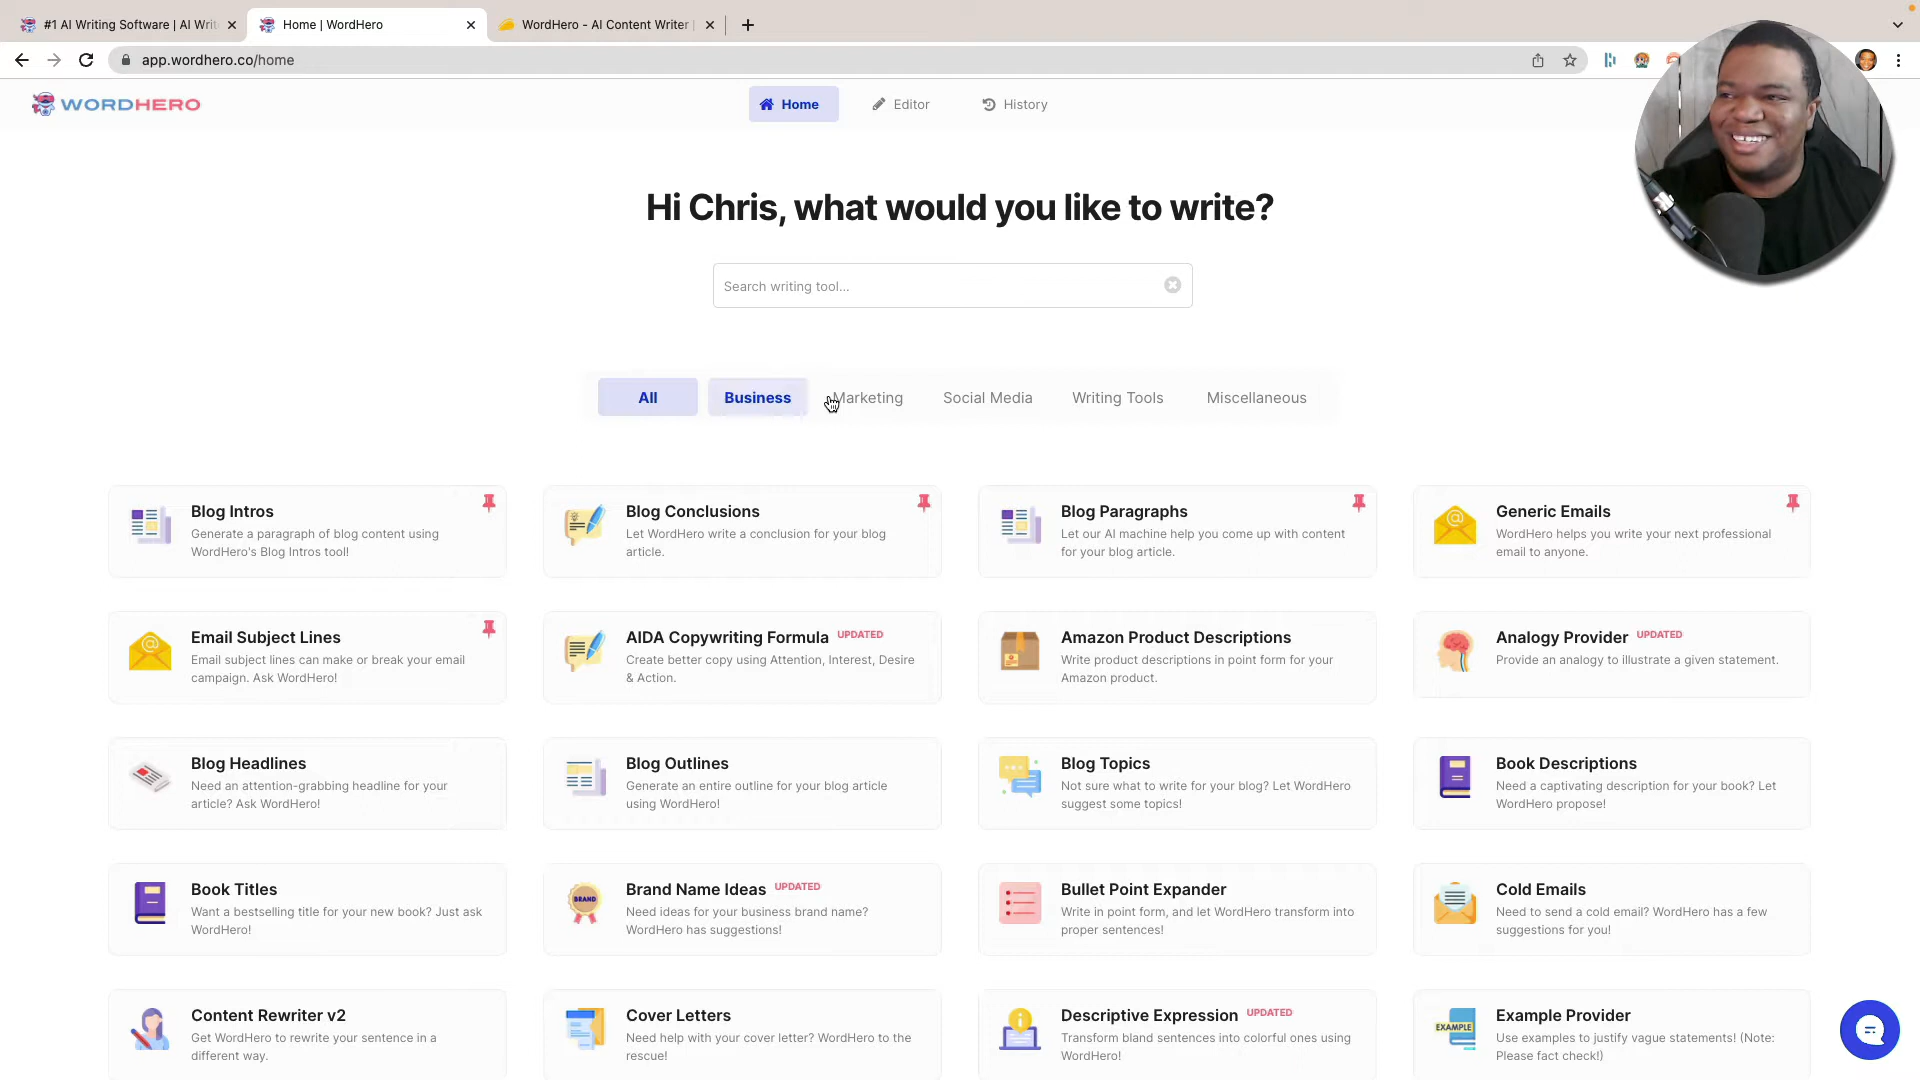 #1 AI Writing Software | AI Writ
Home | WordHero
WordHero - AI Content Writer |
app.wordhero.co/home
WORDHERO
Home
Editor
History
Hi Chris, what would you like to write?
Search writing tool...
All
Business
Marketing
Social Media
Writing Tools
Miscellaneous
Blog Intros
Generate a paragraph of blog content using
WordHero's Blog Intros tool!
Blog Conclusions
Let WordHero write a conclusion for your blog
article.
Blog Paragraphs
Let our AI machine help you come up with content
for your blog article.
Generic Emails
WordHero helps you write your next professional
email to anyone.
Email Subject Lines
Email subject lines can make or break your email
campaign. Ask WordHero!
AIDA Copywriting Formula UPDATED
Create better copy using Attention, Interest, Desire
& Action.
Amazon Product Descriptions
Write product descriptions in point form for your
Amazon product.
Analogy Provider UPDATED
Provide an analogy to illustrate a given statement.
Blog Headlines
Need an attention-grabbing headline for your
article? Ask WordHero!
Blog Outlines
Generate an entire outline for your blog article
using WordHero!
Blog Topics
Not sure what to write for your blog? Let WordHero
suggest some topics!
Book Descriptions
Need a captivating description for your book? Let
WordHero propose!
Book Titles
Want a bestselling title for your new book? Just ask
WordHero!
BRAND
Brand Name Ideas UPDATED
Need ideas for your business brand name?
WordHero has suggestions!
Bullet Point Expander
Write in point form, and let WordHero transform into
proper sentences!
Cold Emails
Need to send a cold email? WordHero has a few
suggestions for you!
Content Rewriter v2
Get WordHero to rewrite your sentence in a
different way.
Cover Letters
Need help with your cover letter? WordHero to the
rescue!
Descriptive Expression UPDATED
Transform bland sentences into colorful ones using
WordHero!
EXAMPLE
Example Provider
Use examples to justify vague statements! (Note:
Please fact check!)